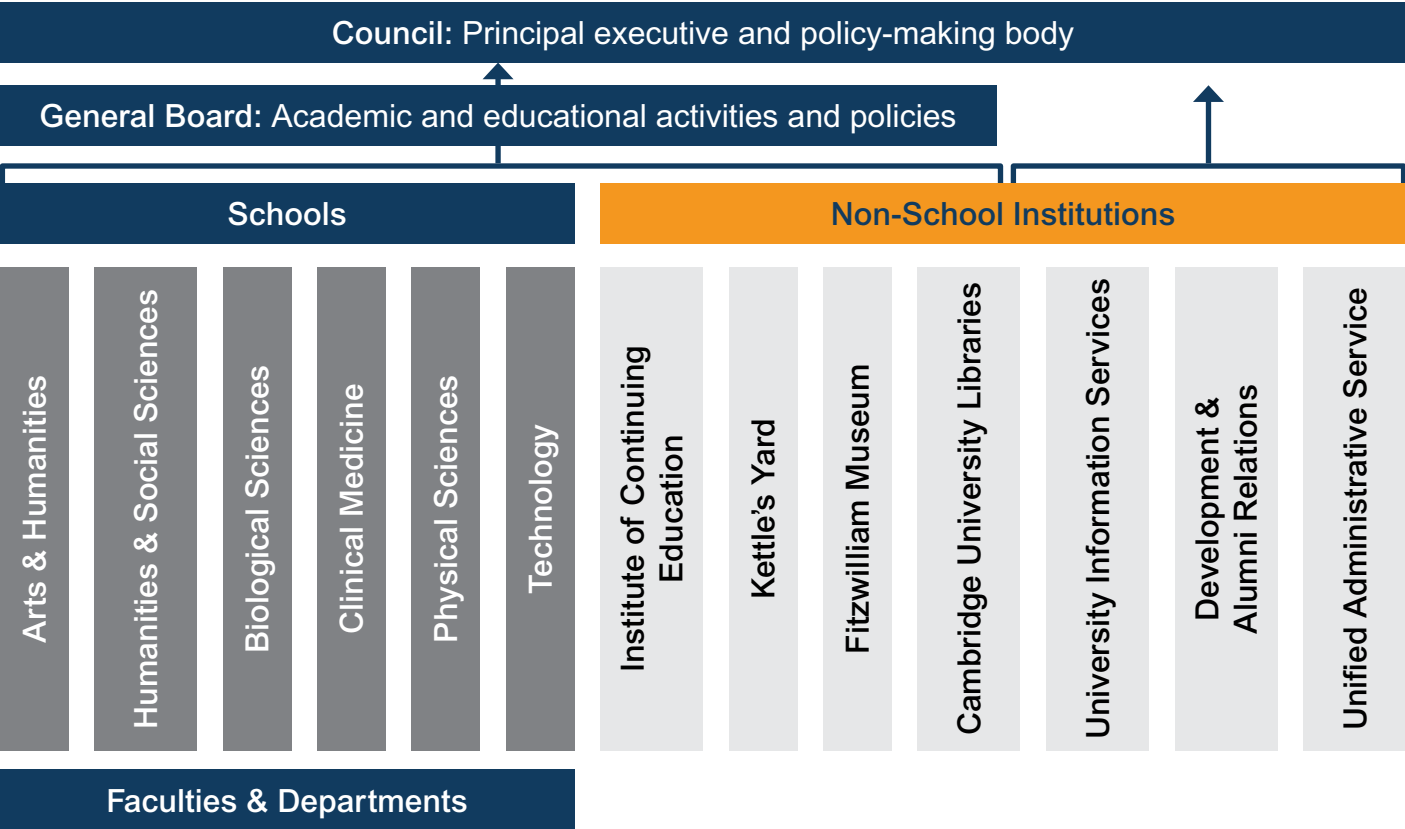 Council: Principal executive and policy-making body
General Board: Academic and educational activities and policies
Schools
Non-School Institutions
Arts & Humanities
Humanities & Social Sciences
Biological Sciences
Clinical Medicine
Physical Sciences
Technology
Institute of Continuing
Education
Kettle’s Yard
Fitzwilliam Museum
Cambridge University Libraries
University Information Services
Development &
Alumni Relations
Unified Administrative Service
Faculties & Departments